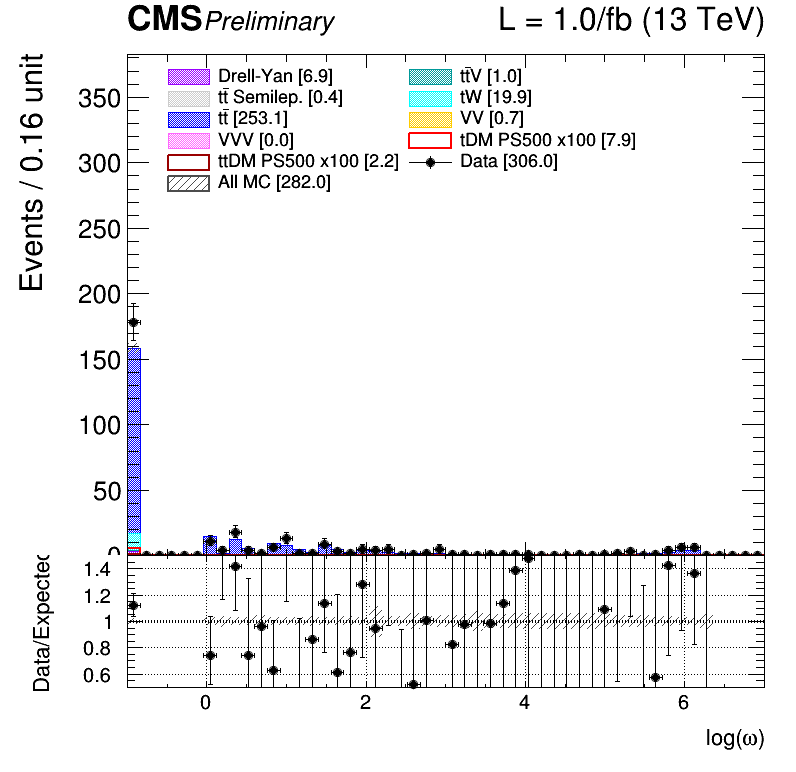 CMS Preliminary L = 1.0/fb (13 TeV)
Events / 0.16 unit
350
300
250
200
150
100
50
0
Drell-Yan [6.9]
tt̄V [1.0]
tt̄ Semilep. [0.4]
tW [19.9]
tt̄ [253.1]
VV [0.7]
VVV [0.0]
tDM PS500 x100 [7.9]
ttDM PS500 x100 [2.2]
Data [306.0]
All MC [282.0]
Data/Expected
1.4
1.2
1
0.8
0.6
0 2 4 6
log(ω)